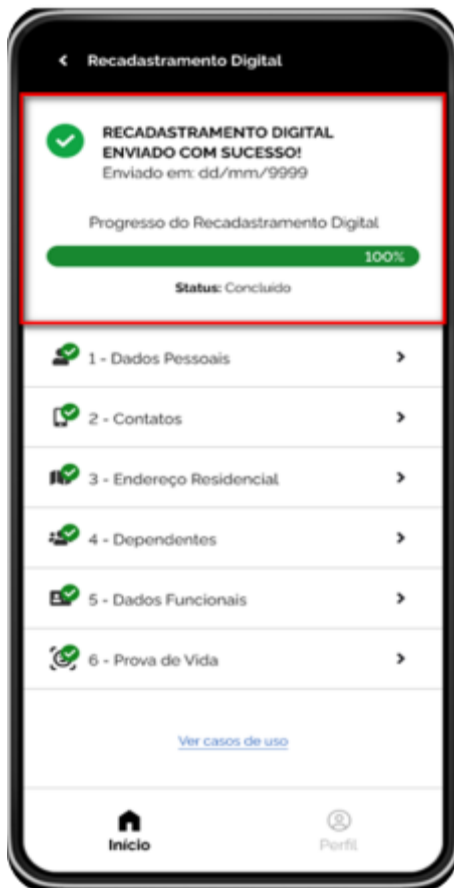 Recadastramento Digital
RECADASTRAMENTO DIGITAL
ENVIADO COM SUCESSO!
Enviado em: dd/mm/9999
Progresso do Recadastramento Digital
100%
Status: Concluído
1 - Dados Pessoais
2 - Contatos
3 - Endereço Residencial
4 - Dependentes
5 - Dados Funcionais
6 - Prova de Vida
Ver casos de uso
Início
Perfil